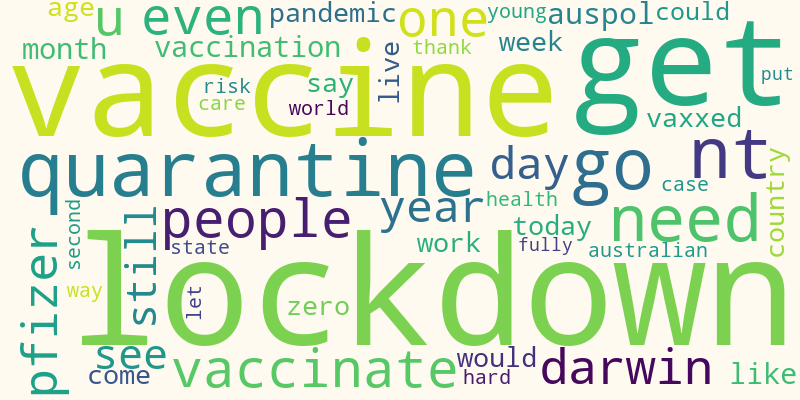 age
u
even
pandemic
one
young
auspol
could
month
vaccination
live
thank
week
get
put
vaccine
risk
say
care
world
vaxxed
quarantine
day
go
nt
case
country
second
still
people
year
health
need
pfizer
state
work
today
fully
australian
way
let
zero
lockdown
see
come
vaccinate
would
hard
darwin
like